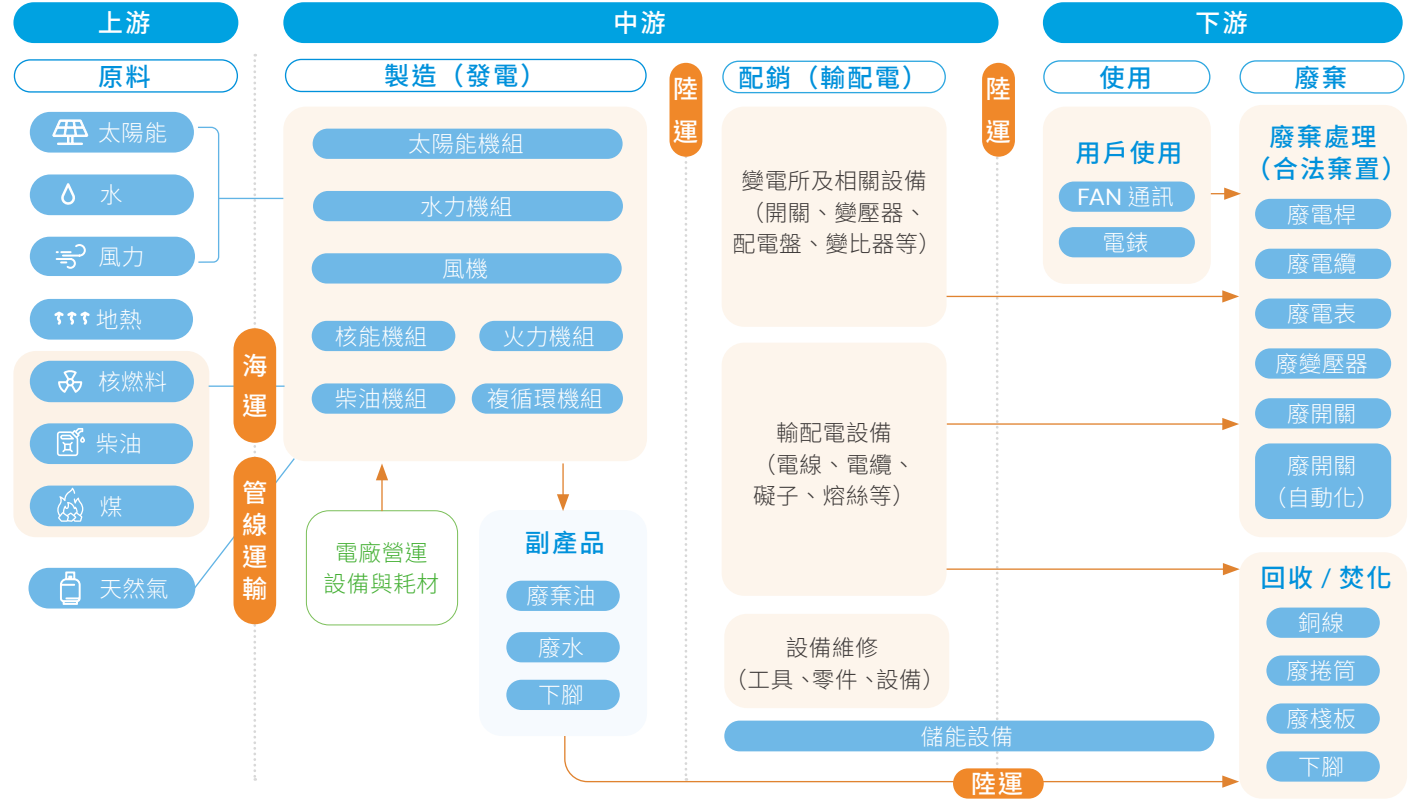 上游
中游
下游
原料
製造（發電）
陸運
配銷（輸配電）
陸運
使用
廢棄
太陽能
水
風力
地熱
核燃料
柴油
煤
天然氣
海運
管線運輸
太陽能機組
水力機組
風機
核能機組
火力機組
柴油機組
複循環機組
電廠營運
設備與耗材
副產品
廢棄油
廢水
下腳
變電所及相關設備
（開關、變壓器、
配電盤、變比器等）
輸配電設備
（電線、電纜、
礙子、熔絲等）
設備維修
（工具、零件、設備）
儲能設備
陸運
用戶使用
FAN 通訊
電錶
廢棄處理
（合法棄置）
廢電桿
廢電纜
廢電表
廢變壓器
廢開關
廢開關
（自動化）
回收 / 焚化
銅線
廢捲筒
廢棧板
下腳